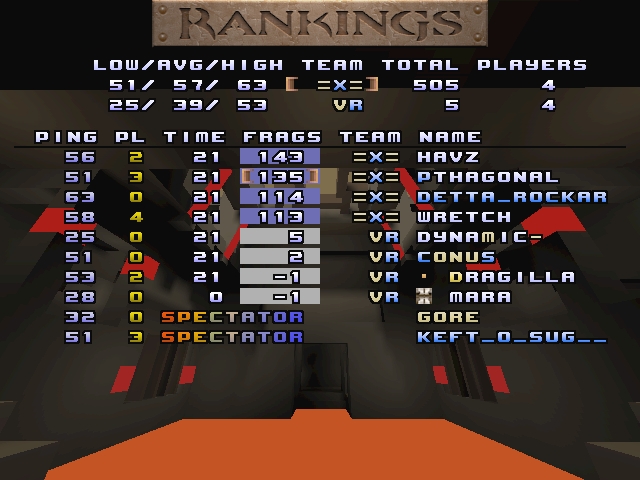 RANKINGS
LOW/AVG/HIGH TEAM TOTAL PLAYERS
51/ 57/ 63 [ =X= ] 505 4
25/ 39/ 53 VR 5 4
PING PL TIME FRAGS TEAM NAME
56 2 21 143 =X= HAVZ
51 3 21 [ 135 ] =X= PTHAGONAL
63 0 21 114 =X= DETTA_ROCKAR
58 4 21 113 =X= WRETCH
25 0 21 5 VR DYNAMIC-
51 0 21 2 VR CONUS
53 2 21 -1 VR · DRAGILLA
28 0 0 -1 VR MARA
32 0 SPECTATOR GORE
51 3 SPECTATOR KEFT_O_SUG__